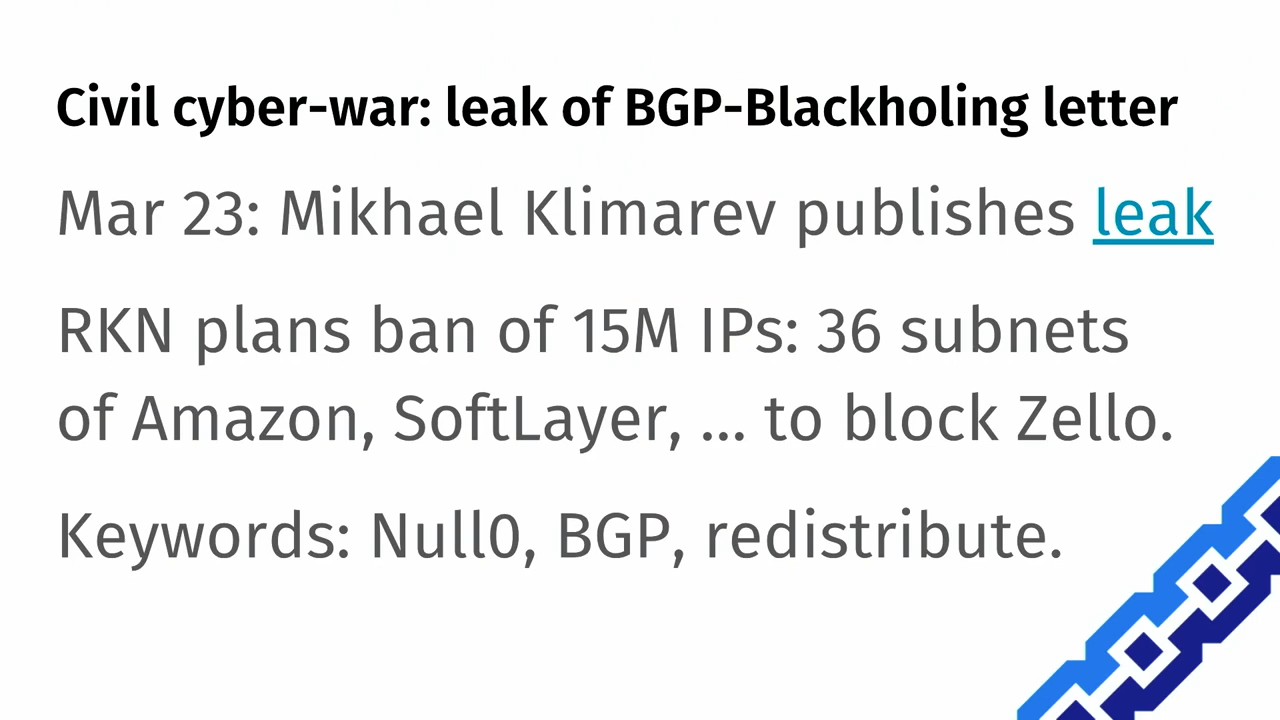 Civil cyber-war: leak of BGP-Blackholing letter
Mar 23: Mikhael Klimarev publishes leak
RKN plans ban of 15M IPs: 36 subnets
of Amazon, SoftLayer, ... to block Zello.
Keywords: Null0, BGP, redistribute.